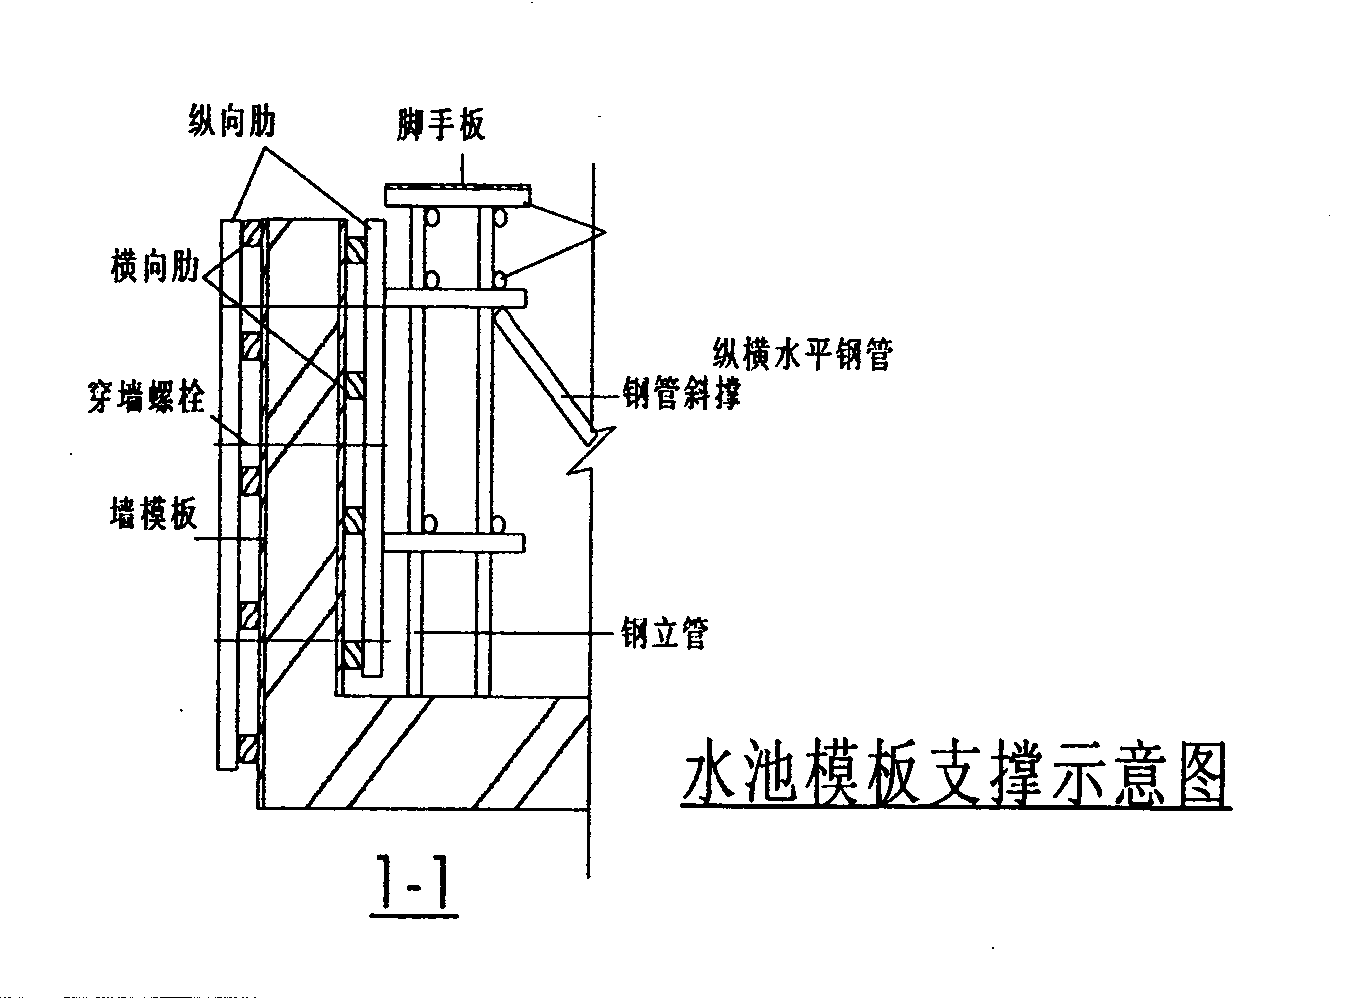 纵向肋
脚手板
横向肋
纵横水平钢管
穿墙螺栓
钢管斜撑
墙模板
钢立管
水池模板支撑示意图
1-1